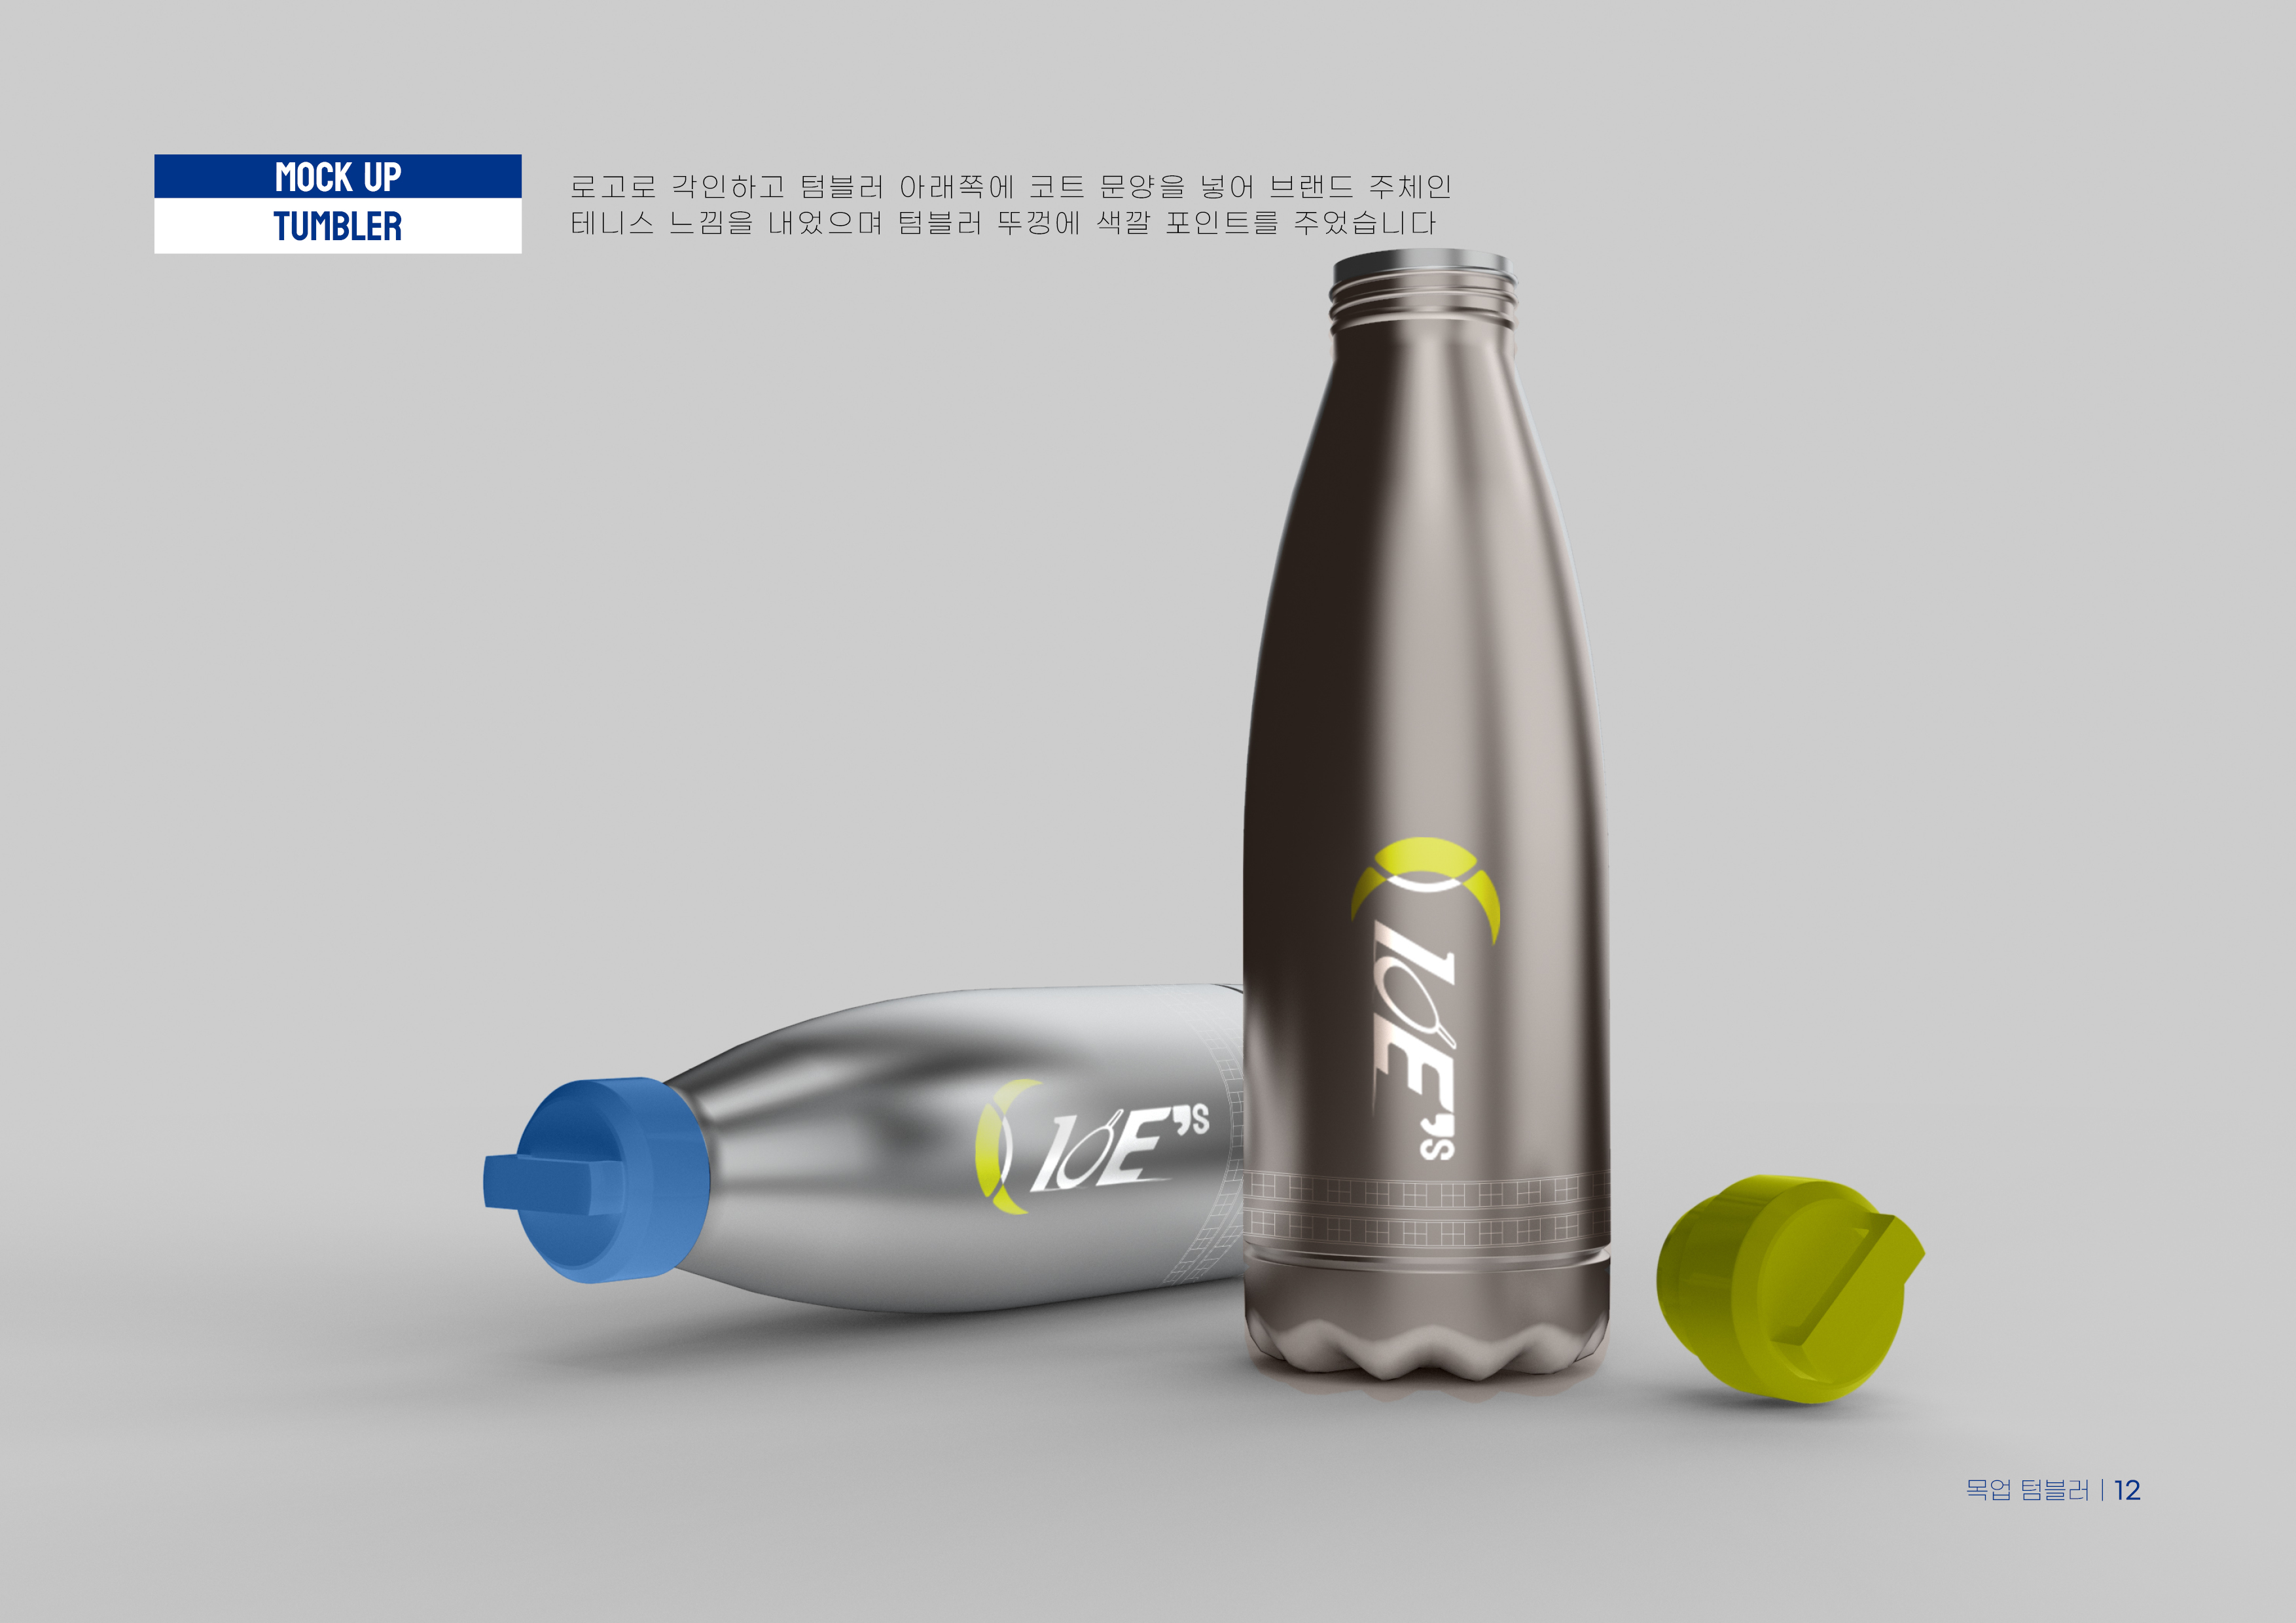 MOCK UP
TUMBLER
로고로 각인하고 텀블러 아래쪽에 코트 문양을 넣어 브랜드 주체인
테니스 느낌을 내었으며 텀블러 뚜껑에 색깔 포인트를 주었습니다
10E's
10E's
목업 텀블러 | 12